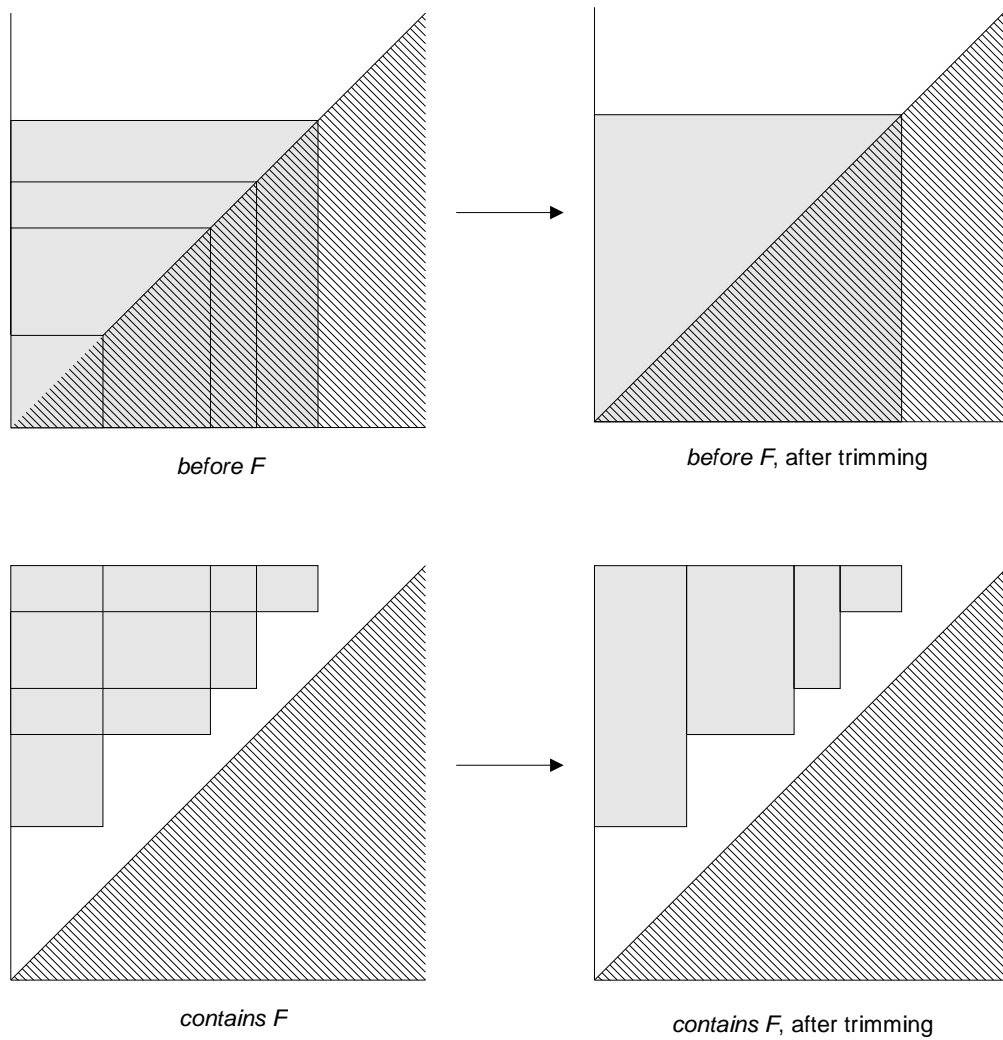 before F
before F, after trimming
contains F
contains F, after trimming